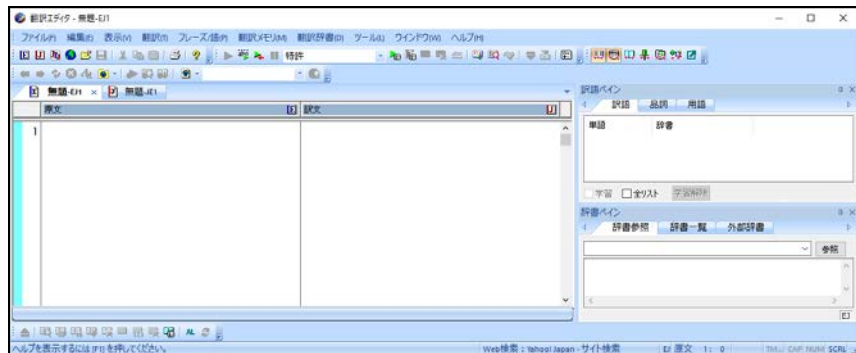 翻訳エディタ - 無題-EJ1
ファイル(F) 編集(E) 表示(V) 翻訳(T) フレーズ/語(P) 翻訳メモリ(M) 翻訳辞書(D) ツール(L) ウインドウ(W) ヘルプ(H)
特許
無題-EJ1 × 無題-JE1
原文 訳文
1
訳語ペイン
訳語 品詞 用語
単語 辞書
学習 全リスト 学習解除
辞書ペイン
辞書参照 辞書一覧 外部辞書
参照
ヘルプを表示するには [F1] を押してください。 Web検索 : Yahoo! Japan - サイト検索 EJ 原文 1: 0 TM: CAP NUM SCRL